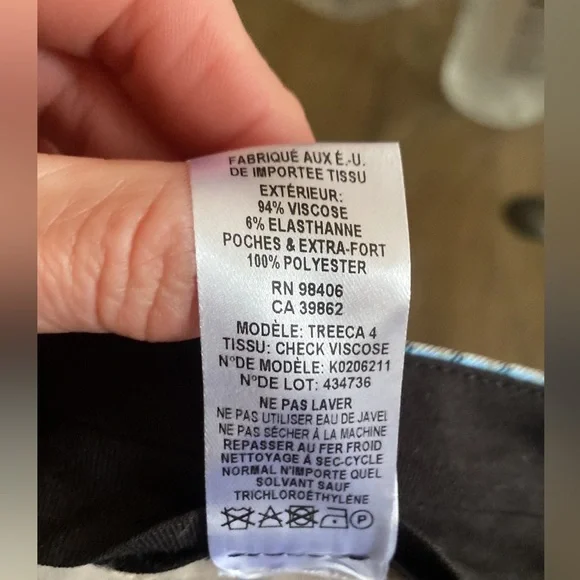 FABRIQUÉ AUX É.-U.
DE IMPORTEE TISSU
EXTÉRIEUR:
94% VISCOSE
6% ELASTHANNE
POCHES & EXTRA-FORT
100% POLYESTER
RN 98406
CA 39862
MODÈLE: TREECA 4
TISSU: CHECK VISCOSE
N°DE MODÈLE: K0206211
N°DE LOT: 434736
NE PAS LAVER
NE PAS UTILISER EAU DE JAVEL
NE PAS SÉCHER À LA MACHINE
REPASSER AU FER FROID
NETTOYAGE À SEC-CYCLE
NORMAL N'IMPORTE QUEL
SOLVANT SAUF
TRICHLOROÉTHYLÈNE
P